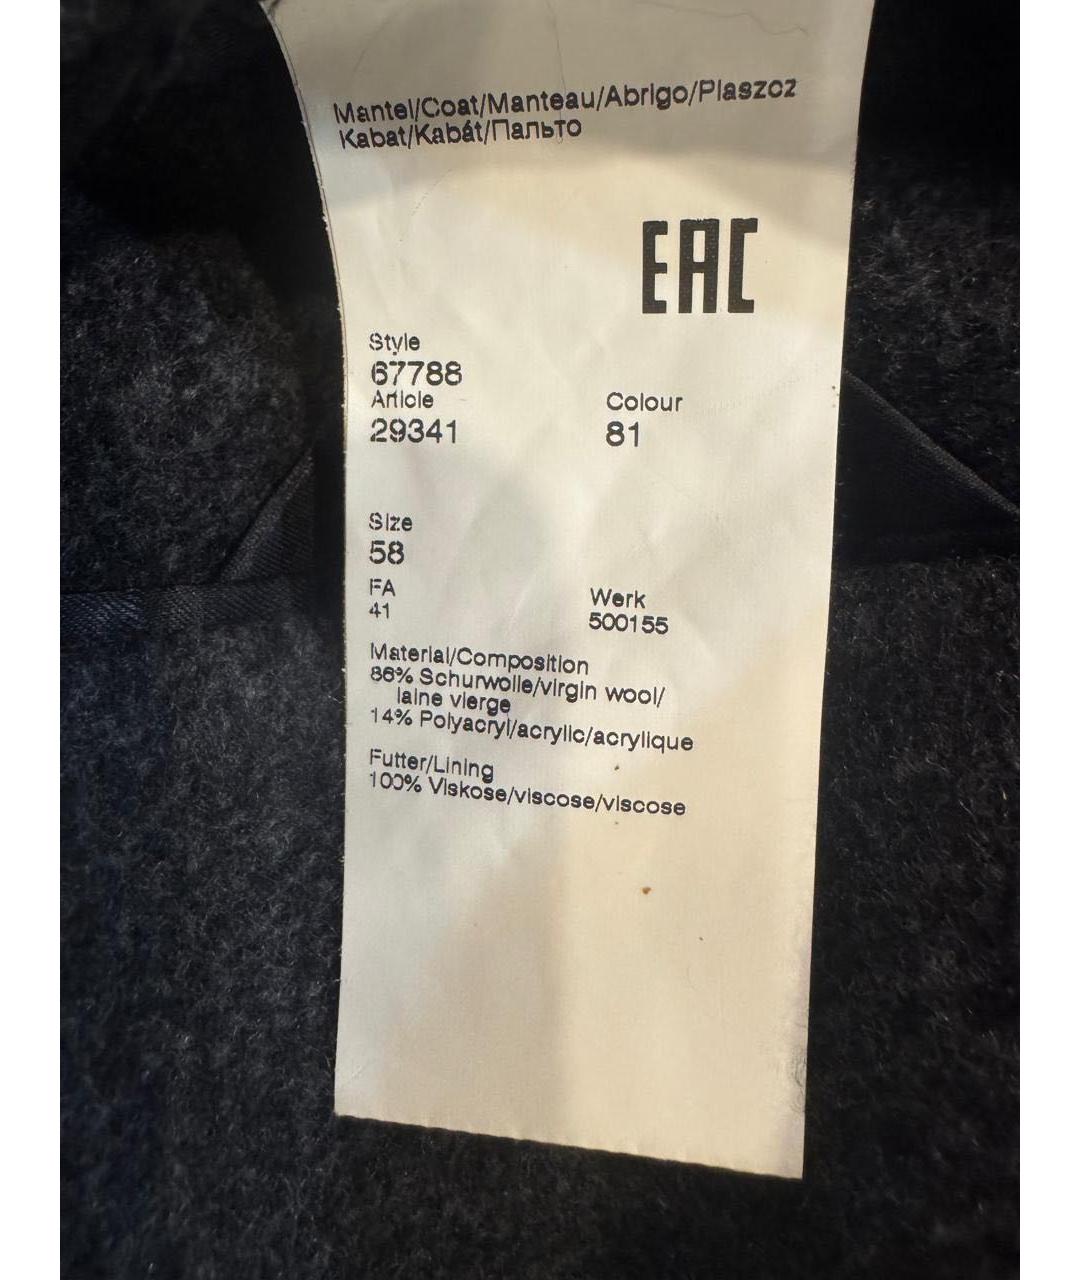 Mantel/Coat/Manteau/Abrigo/Plaszcz
Kabat/Kabát/Пальто
EAC
Style
67788
Article
29341
Colour
81
Size
58
FA
41
Werk
500155
Material/Composition
86% Schurwolle/virgin wool/
laine vierge
14% Polyacryl/acrylic/acrylique
Futter/Lining
100% Viskose/viscose/viscose